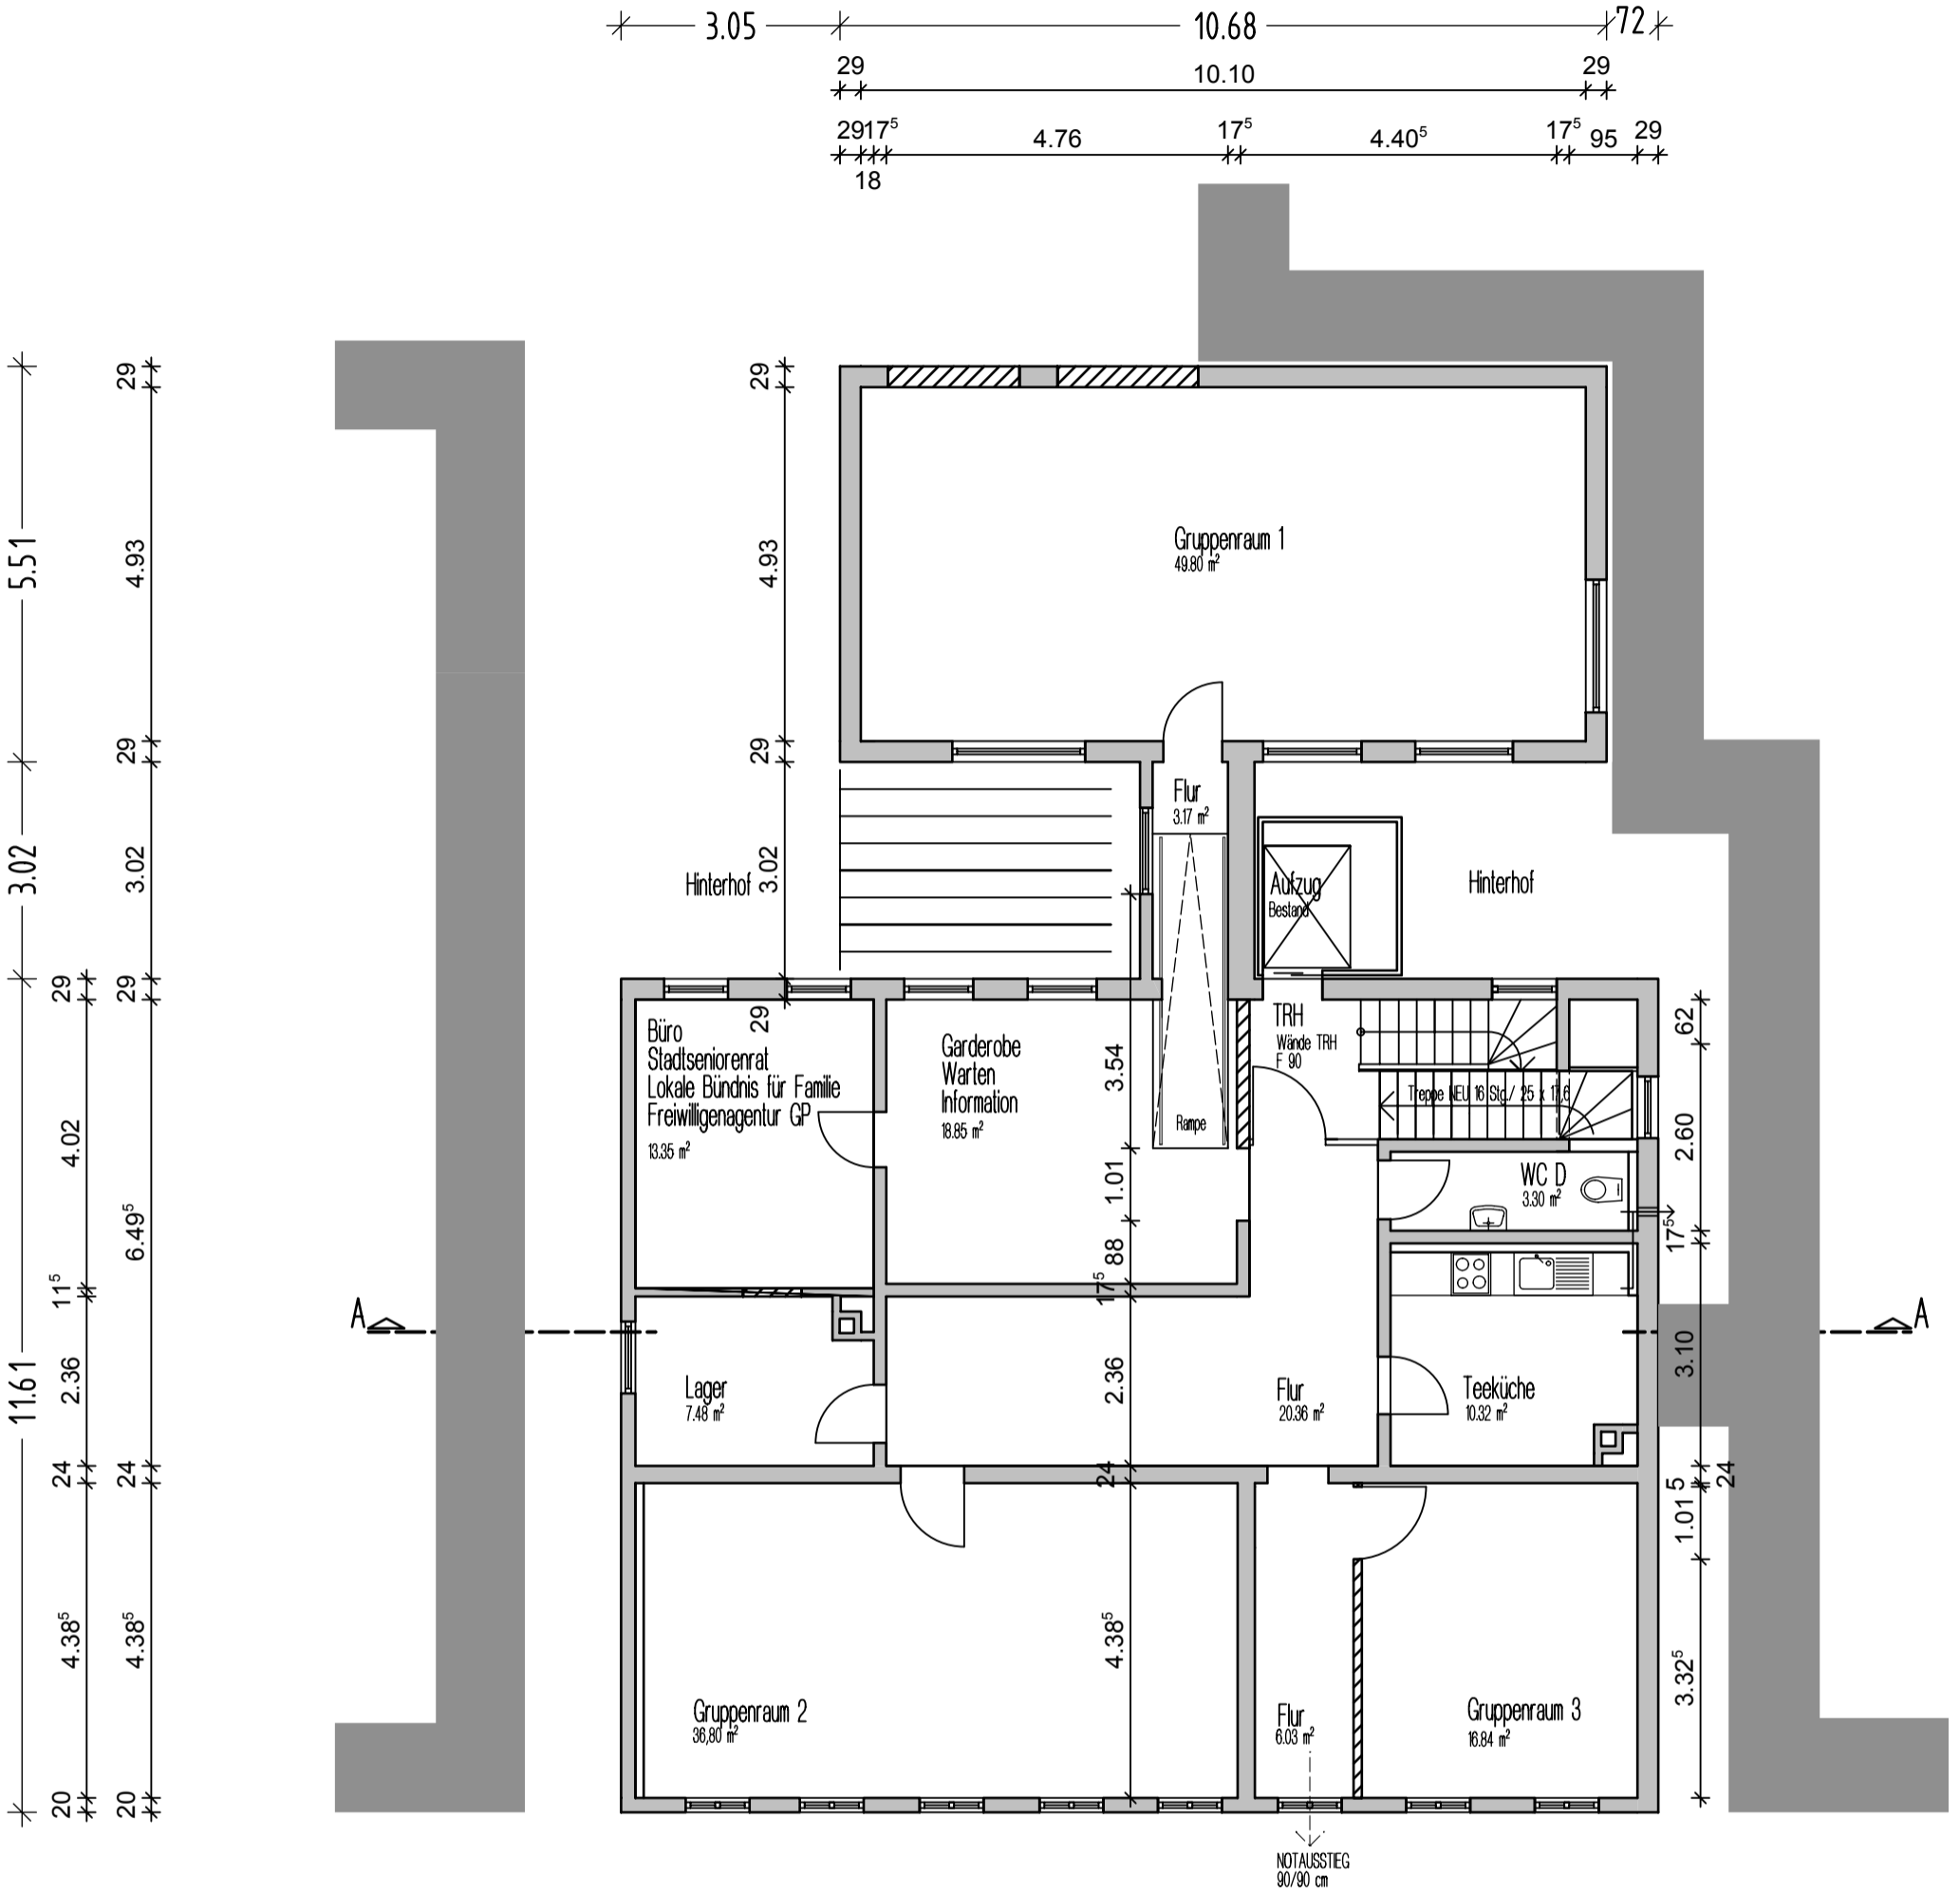 3.05
10.68
72
29
10.10
29
29
17⁵
4.76
17⁵
4.40⁵
17⁵
95
29
18
5.51
3.02
11.61
29
4.93
29
3.02
29
6.49⁵
24
4.38⁵
20
29
4.02
11⁵
2.36
24
4.38⁵
20
29
4.93
29
3.02
29
Gruppenraum 1
49.80 m²
Flur
3.17 m²
Hinterhof
Aufzug
Bestand
Hinterhof
Büro
Stadtseniorenrat
Lokale Bündnis für Familie
Freiwilligenagentur GP
13.35 m²
Garderobe
Warten
Information
18.85 m²
3.54
1.01
88
17⁵
2.36
24
4.38⁵
Rampe
TRH
Wände TRH
F 90
Treppe NEU 16 Stg./ 25 x 17,6
WC D
3.30 m²
62
2.60
17⁵
3.10
24
5
1.01
3.32⁵
A
A
Lager
7.48 m²
Flur
20.36 m²
Teeküche
10.32 m²
Gruppenraum 2
36,80 m²
Flur
6.03 m²
Gruppenraum 3
16.84 m²
NOTAUSSTIEG
90/90 cm